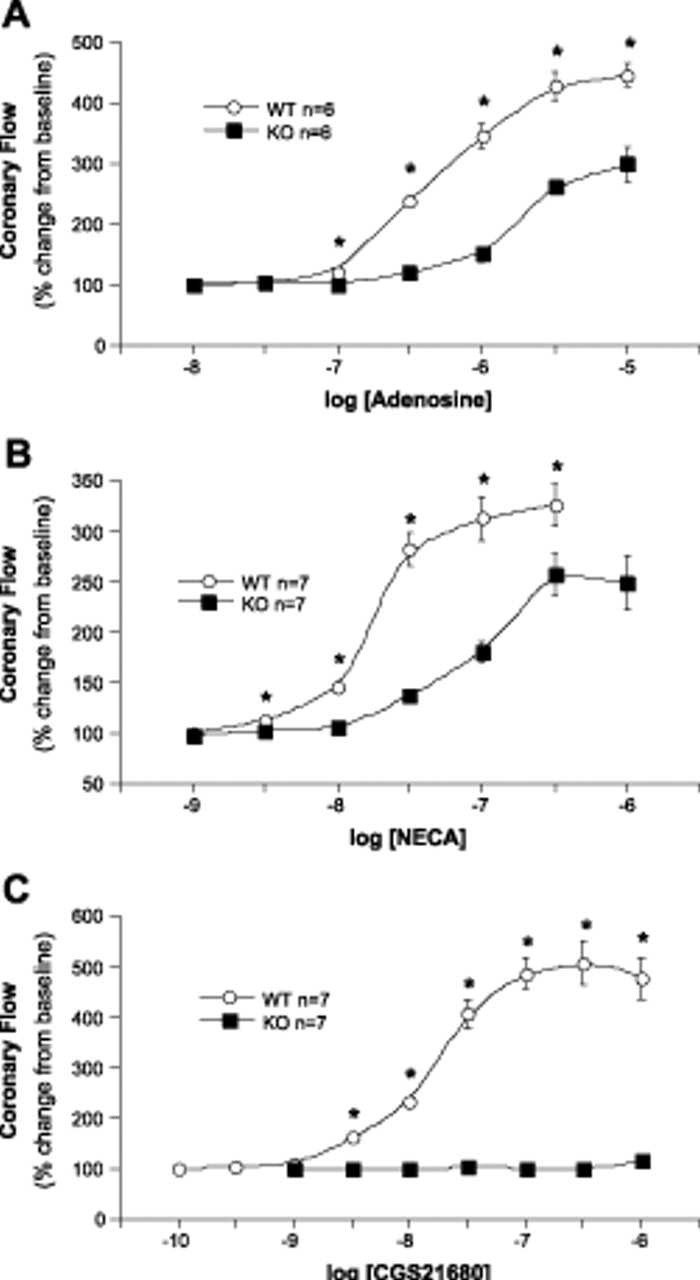 A
Coronary Flow
(% change from baseline)
500
400
300
200
100
0
WT n=6
KO n=6
* * * * *
-8 -7 -6 -5
log [Adenosine]
B
Coronary Flow
(% change from baseline)
350
300
250
200
150
100
50
WT n=7
KO n=7
* * * * *
-9 -8 -7 -6
log [NECA]
C
Coronary Flow
(% change from baseline)
600
500
400
300
200
100
0
WT n=7
KO n=7
* * * * * *
-10 -9 -8 -7 -6
log [CGS21680]